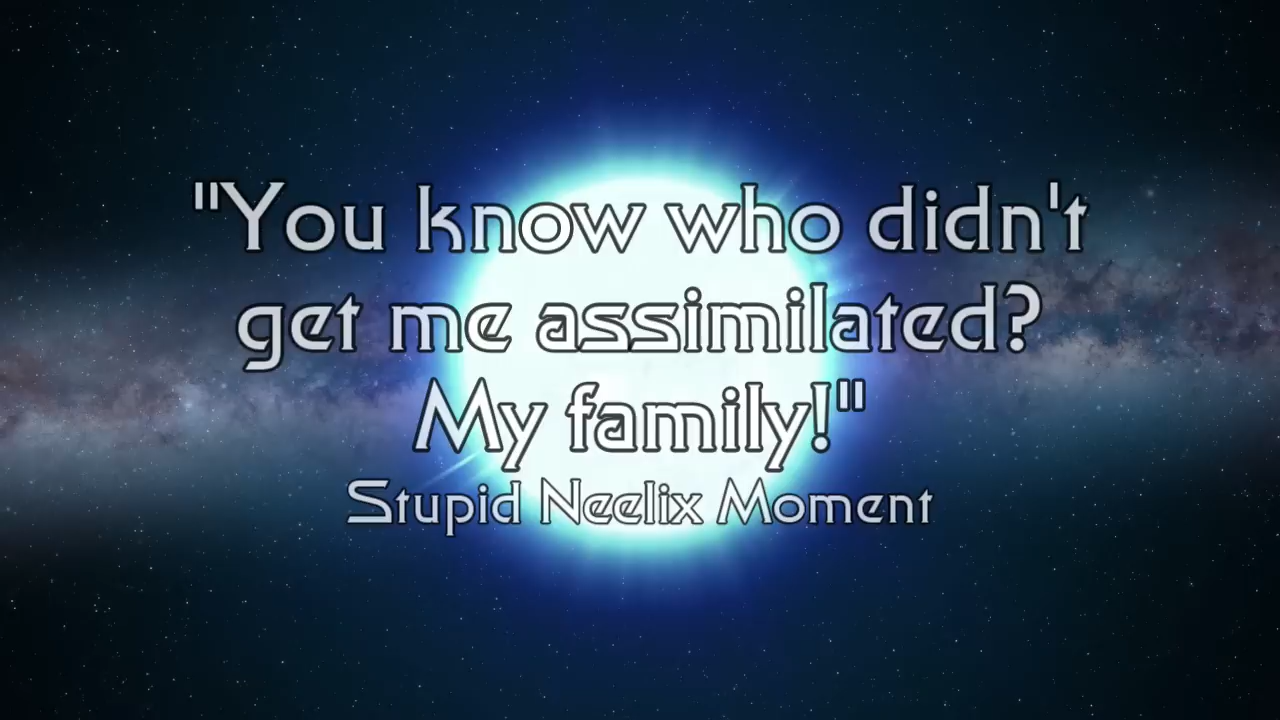 "You know who didn't
get me assimilated?
My family!"
Stupid Neelix Moment